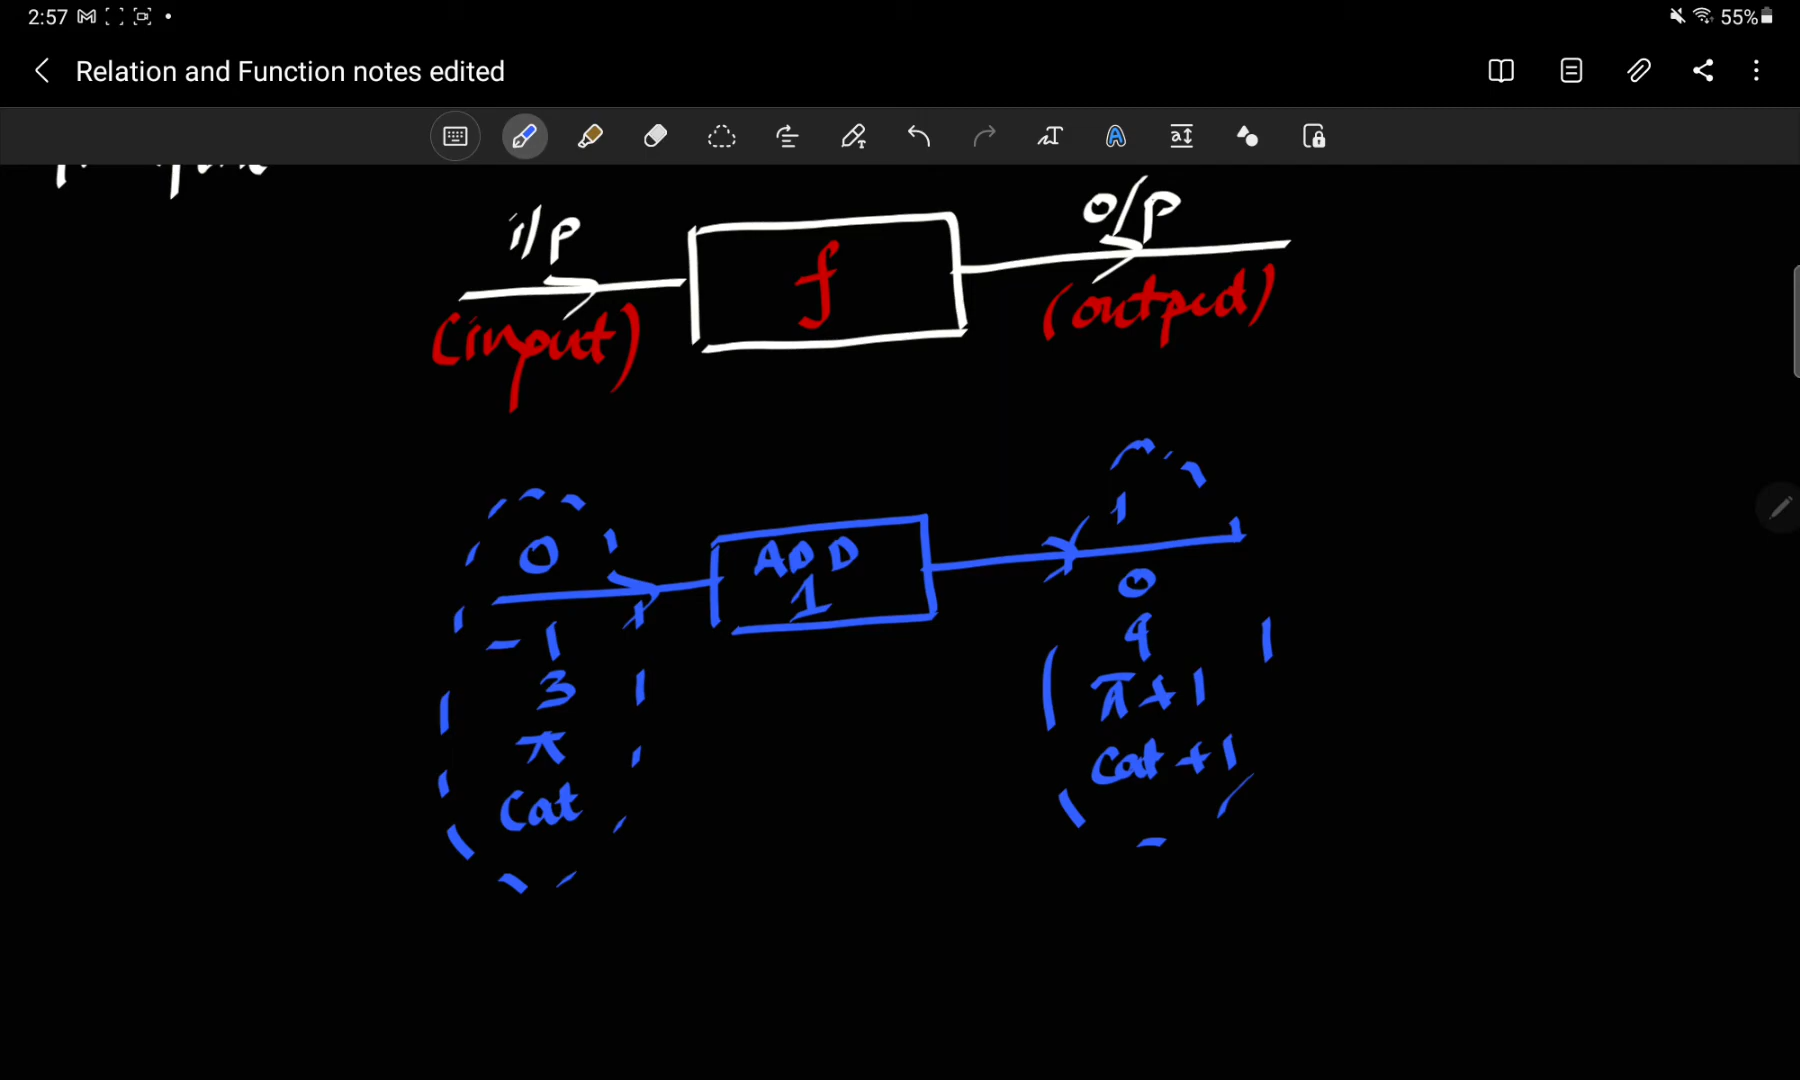 2:57
55%
Relation and Function notes edited
i/p
o/p
f
(input)
(outped)
0
ADD
1
1
-1
0
3
4
π
π+1
Cat
Cat+1